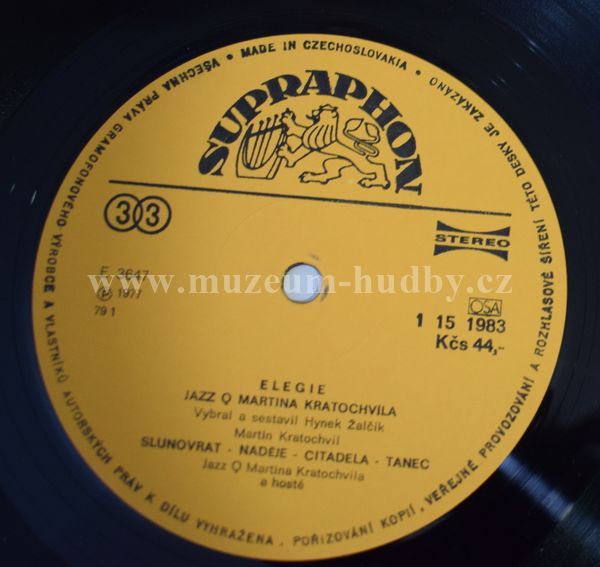 VŠECHNA PRÁVA GRAMOFONOVÉHO VÝROBCE A VLASTNÍKŮ AUTORSKÝCH PRÁV K DÍLU VYHRAŽENA. POŘIZOVÁNÍ KOPIÍ, VEŘEJNÉ PROVOZOVÁNÍ A ROZHLASOVÉ ŠÍŘENÍ TÉTO DESKY JE ZAKÁZÁNO
• MADE IN CZECHOSLOVAKIA •
SUPRAPHON
33
STEREO
F 3647
Ⓟ 1977
79 1
www.muzeum-hudby.cz
OSA
1 15 1983
Kčs 44,-
ELEGIE
JAZZ Q MARTINA KRATOCHVÍLA
Vybral a sestavil Hynek Žalčík
Martin Kratochvíl
SLUNOVRAT - NADĚJE - CITADELA - TANEC
Jazz Q Martina Kratochvíla
a hosté